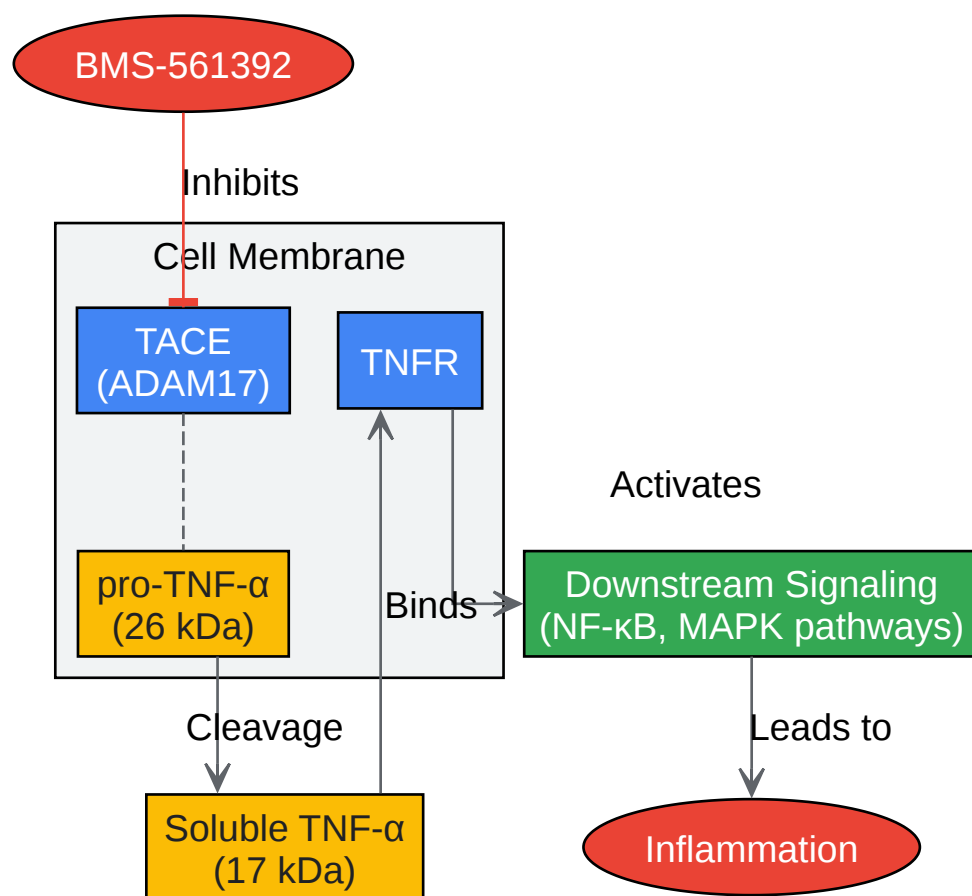 BMS-561392
Inhibits
Cell Membrane
TACE
(ADAM17)
TNFR
Activates
pro-TNF-α
(26 kDa)
Binds
Downstream Signaling
(NF-κB, MAPK pathways)
Cleavage
Leads to
Soluble TNF-α
(17 kDa)
Inflammation